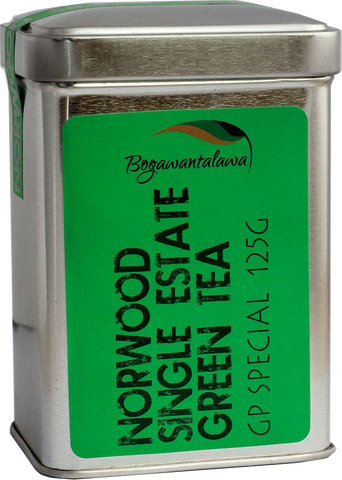 Bogawantalawa
NORWOOD
SINGLE ESTATE
GREEN TEA
GP SPECIAL 125G